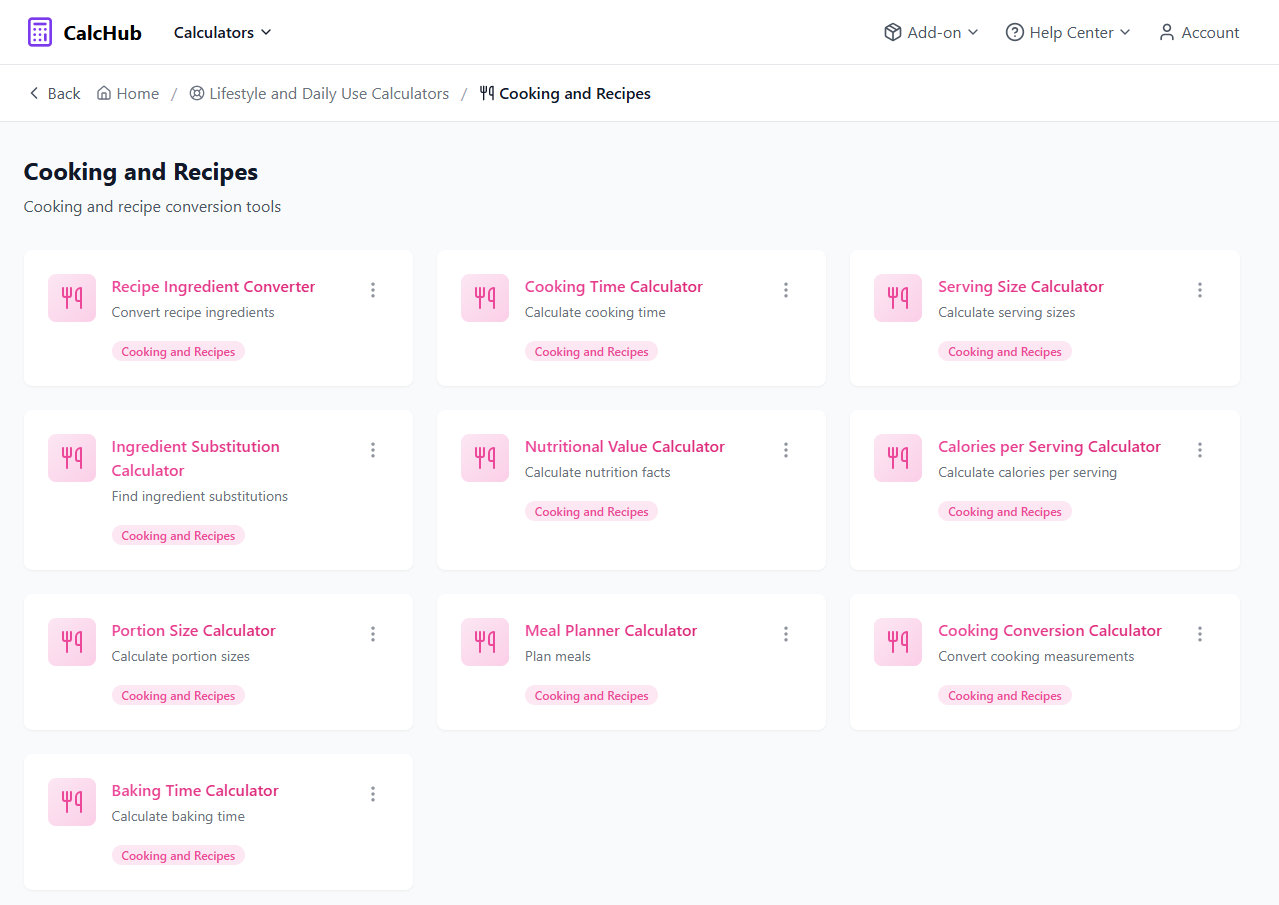 CalcHub
Calculators
Add-on
Help Center
Account
Back
Home / Lifestyle and Daily Use Calculators / Cooking and Recipes
Cooking and Recipes
Cooking and recipe conversion tools
Recipe Ingredient Converter
Convert recipe ingredients
Cooking and Recipes
Cooking Time Calculator
Calculate cooking time
Cooking and Recipes
Serving Size Calculator
Calculate serving sizes
Cooking and Recipes
Ingredient Substitution
Calculator
Find ingredient substitutions
Cooking and Recipes
Nutritional Value Calculator
Calculate nutrition facts
Cooking and Recipes
Calories per Serving Calculator
Calculate calories per serving
Cooking and Recipes
Portion Size Calculator
Calculate portion sizes
Cooking and Recipes
Meal Planner Calculator
Plan meals
Cooking and Recipes
Cooking Conversion Calculator
Convert cooking measurements
Cooking and Recipes
Baking Time Calculator
Calculate baking time
Cooking and Recipes